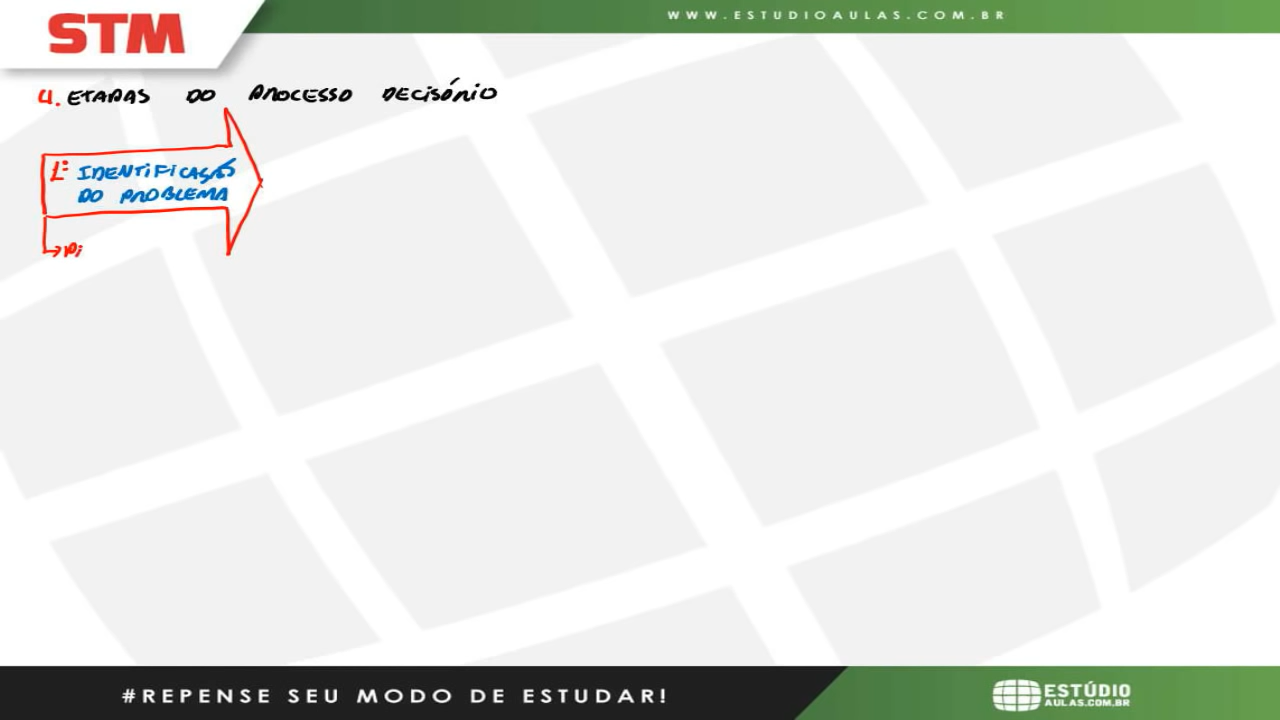 STM
WWW.ESTUDIOAULAS.COM.BR
4. ETAPAS DO PROCESSO DECISÓRIO
1ª IDENTIFICAÇÃO
DO PROBLEMA
→ Di
#REPENSE SEU MODO DE ESTUDAR!
ESTÚDIO
AULAS.COM.BR